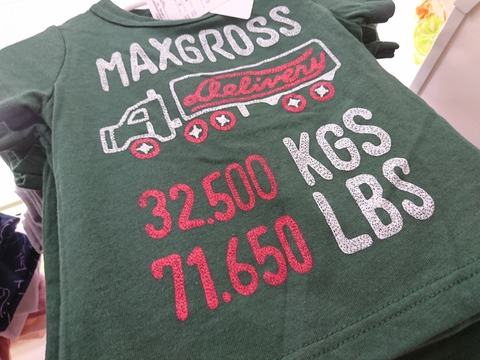 MAXGROSS
Delivery
32.500 KGS
71.650 LBS